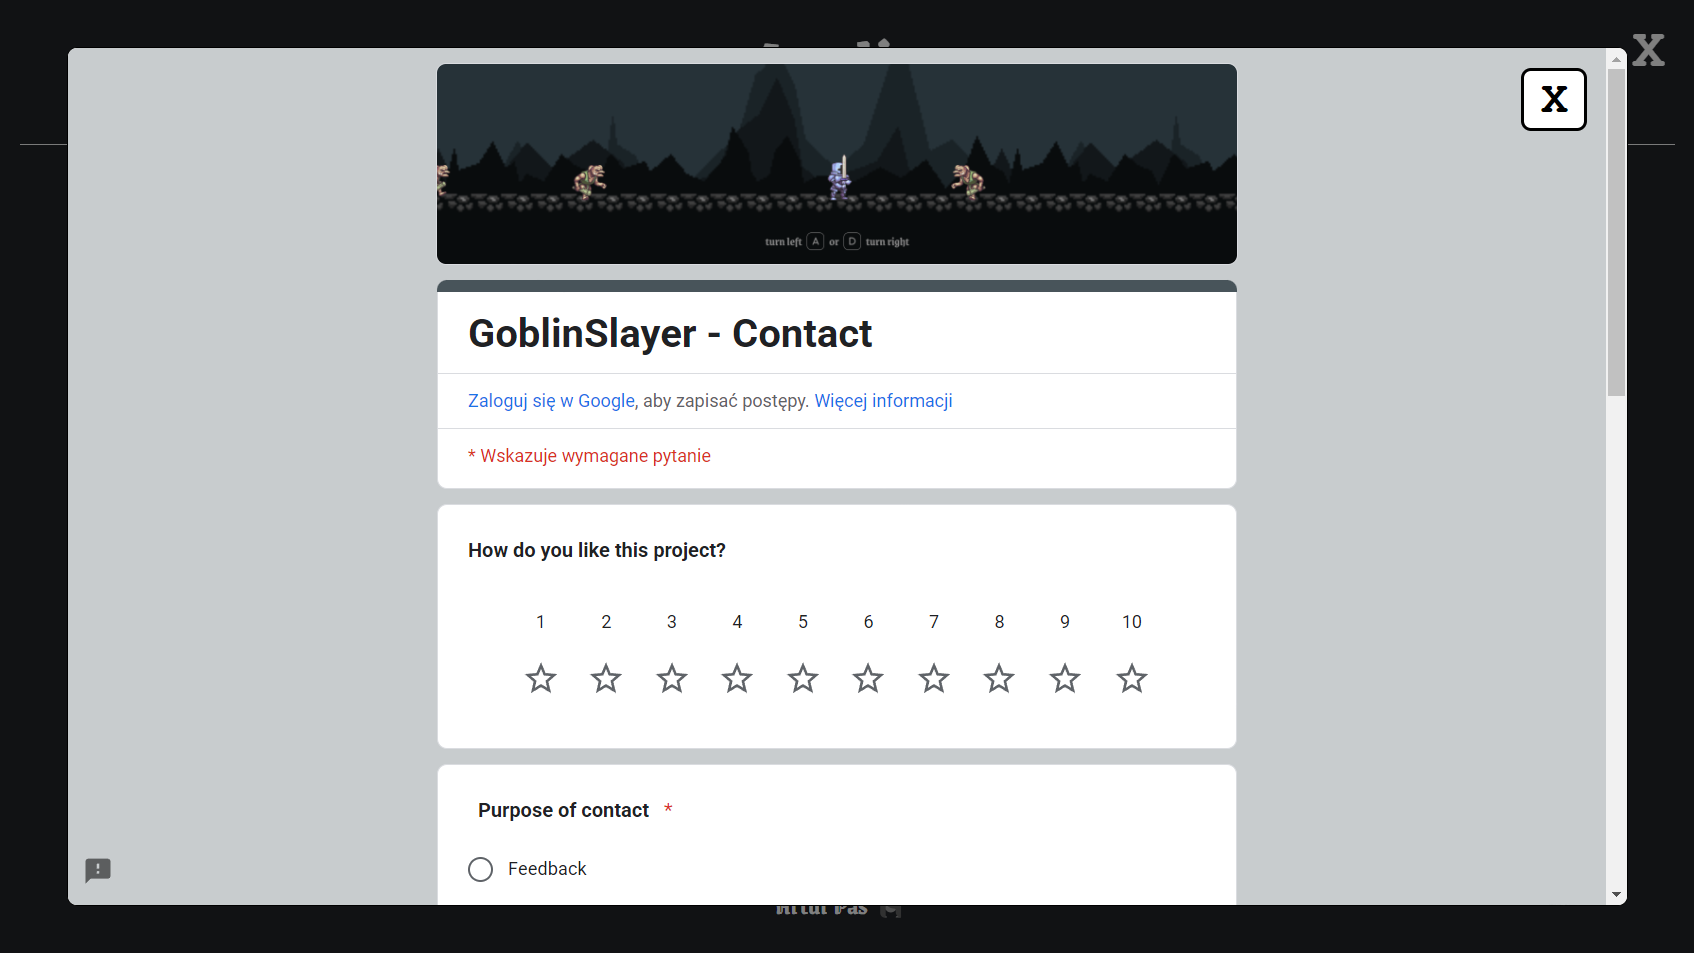 X
X
turn left A or D turn right
GoblinSlayer - Contact
Zaloguj się w Google, aby zapisać postępy. Więcej informacji
* Wskazuje wymagane pytanie
How do you like this project?
1 2 3 4 5 6 7 8 9 10
Purpose of contact *
Feedback
Artur Pas